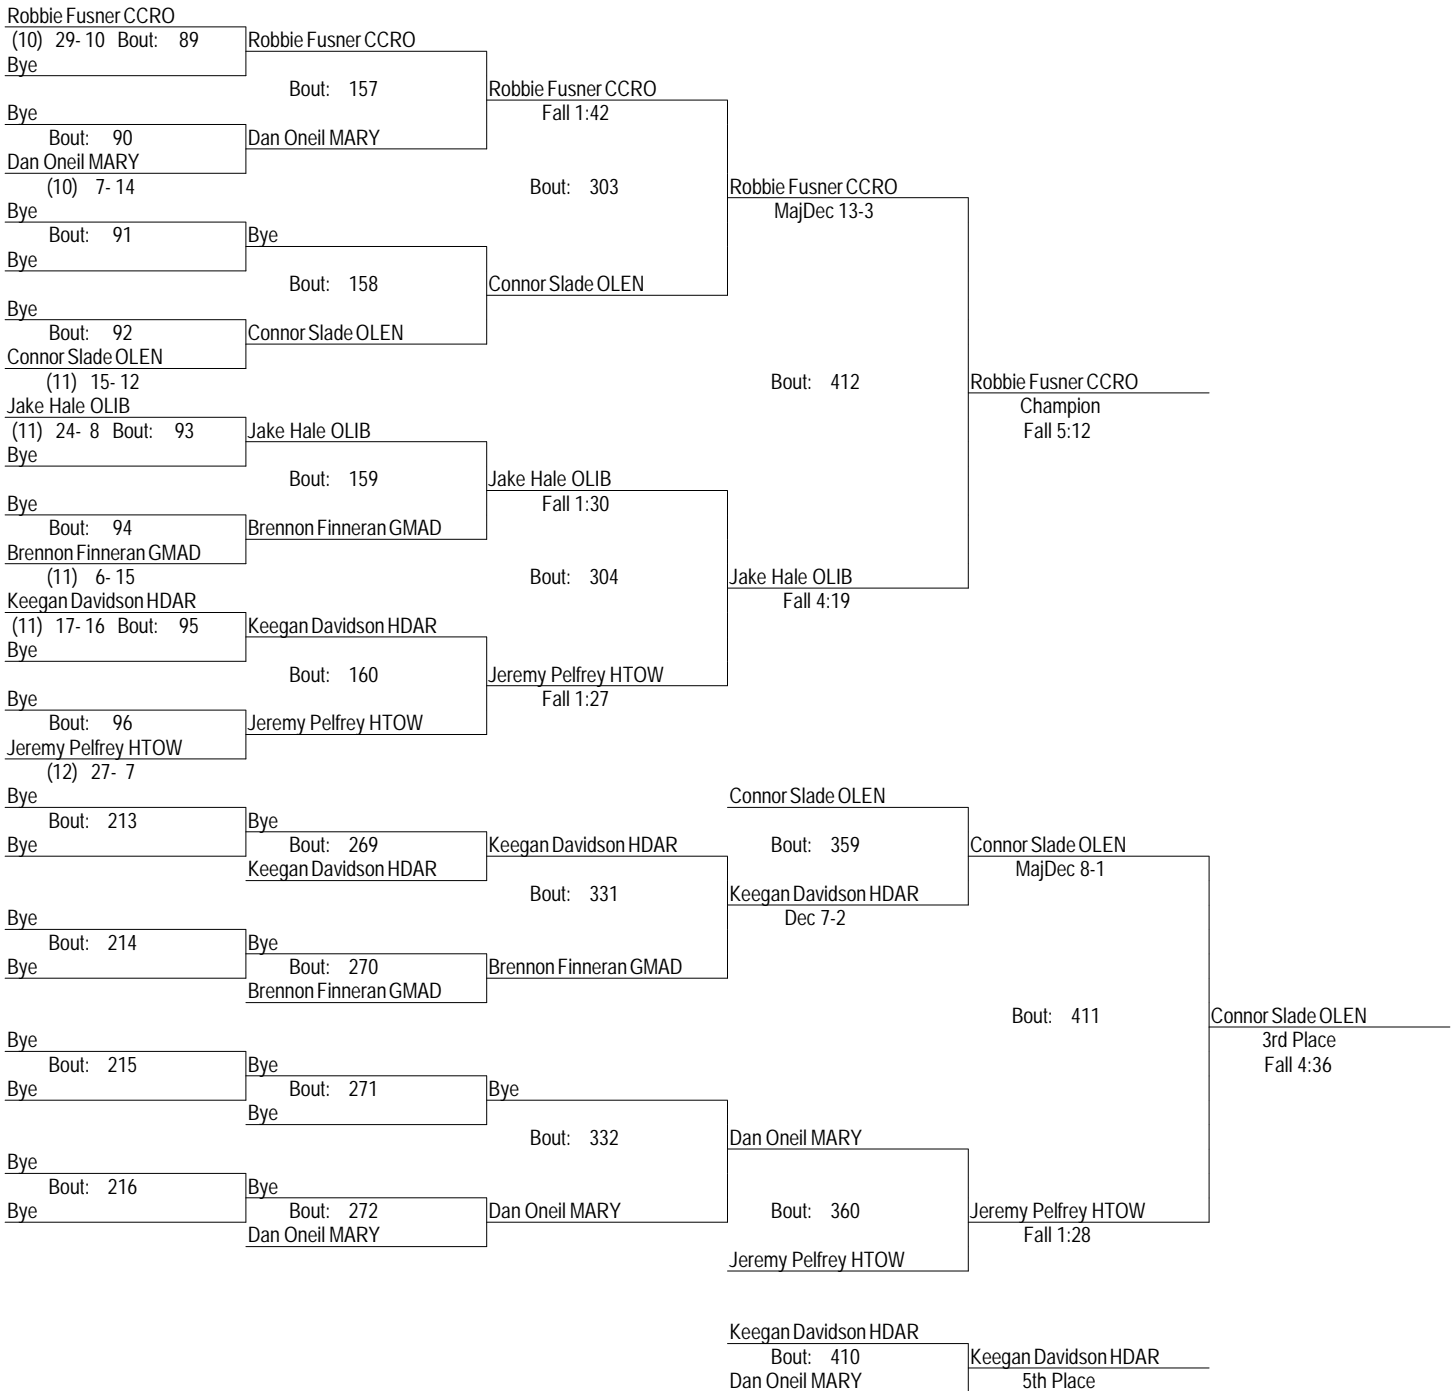 Robbie Fusner CCRO
(10) 29- 10 Bout: 89 Robbie Fusner CCRO
Bye
Bout: 157 Robbie Fusner CCRO
Bye Fall 1:42
Bout: 90 Dan Oneil MARY
Dan Oneil MARY
(10) 7- 14 Bout: 303 Robbie Fusner CCRO
Bye MajDec 13-3
Bout: 91 Bye
Bye
Bout: 158 Connor Slade OLEN
Bye
Bout: 92 Connor Slade OLEN
Connor Slade OLEN
(11) 15- 12 Bout: 412 Robbie Fusner CCRO
Jake Hale OLIB Champion
(11) 24- 8 Bout: 93 Jake Hale OLIB Fall 5:12
Bye
Bout: 159 Jake Hale OLIB
Bye Fall 1:30
Bout: 94 Brennon Finneran GMAD
Brennon Finneran GMAD
(11) 6- 15 Bout: 304 Jake Hale OLIB
Keegan Davidson HDAR Fall 4:19
(11) 17- 16 Bout: 95 Keegan Davidson HDAR
Bye
Bout: 160 Jeremy Pelfrey HTOW
Bye Fall 1:27
Bout: 96 Jeremy Pelfrey HTOW
Jeremy Pelfrey HTOW
(12) 27- 7
Bye Connor Slade OLEN
Bout: 213 Bye
Bye Bout: 269 Keegan Davidson HDAR Bout: 359 Connor Slade OLEN
Keegan Davidson HDAR MajDec 8-1
Bout: 331 Keegan Davidson HDAR
Bye Dec 7-2
Bout: 214 Bye
Bye Bout: 270 Brennon Finneran GMAD
Brennon Finneran GMAD
Bout: 411 Connor Slade OLEN
Bye 3rd Place
Bout: 215 Bye Fall 4:36
Bye Bout: 271 Bye
Bye
Bout: 332 Dan Oneil MARY
Bye
Bout: 216 Bye
Bye Bout: 272 Dan Oneil MARY Bout: 360 Jeremy Pelfrey HTOW
Dan Oneil MARY Fall 1:28
Jeremy Pelfrey HTOW
Keegan Davidson HDAR
Bout: 410 Keegan Davidson HDAR
Dan Oneil MARY 5th Place